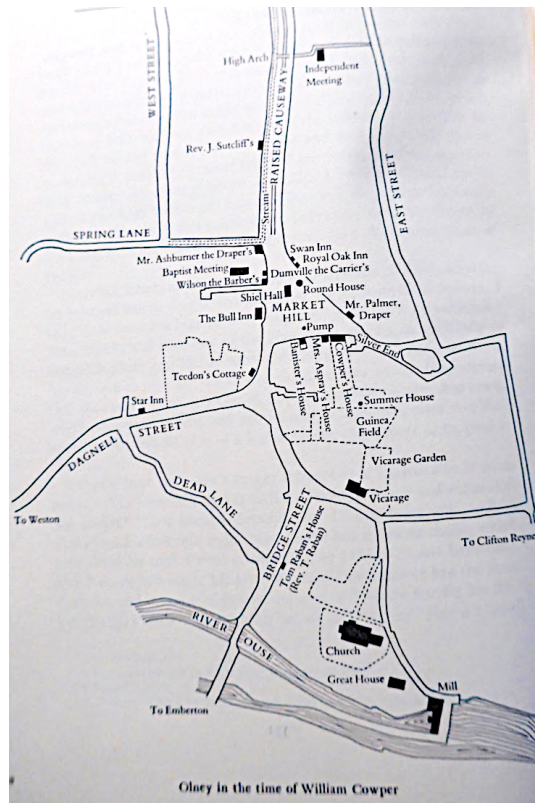 WEST STREET
High Arch
Independent
Meeting
RAISED CAUSEWAY
Rev. J. Sutcliff's
EAST STREET
Stream
SPRING LANE
Swan Inn
Mr. Ashburner the Draper's
Royal Oak Inn
Baptist Meeting
Dumville the Carrier's
Wilson the Barber's
Round House
Shiel Hall
MARKET
HILL
Mr. Palmer,
Draper
The Bull Inn
Pump
Silver End
Banister's House
Mrs. Aspray's House
Cowper's House
Teedon's Cottage
Summer House
Star Inn
Guinea
Field
DAGNELL STREET
Vicarage Garden
DEAD LANE
Vicarage
To Weston
BRIDGE STREET
Tom Raban's House
(Rev. T. Raban)
To Clifton Reyne
RIVER OUSE
Church
Great House
Mill
To Emberton
Olney in the time of William Cowper